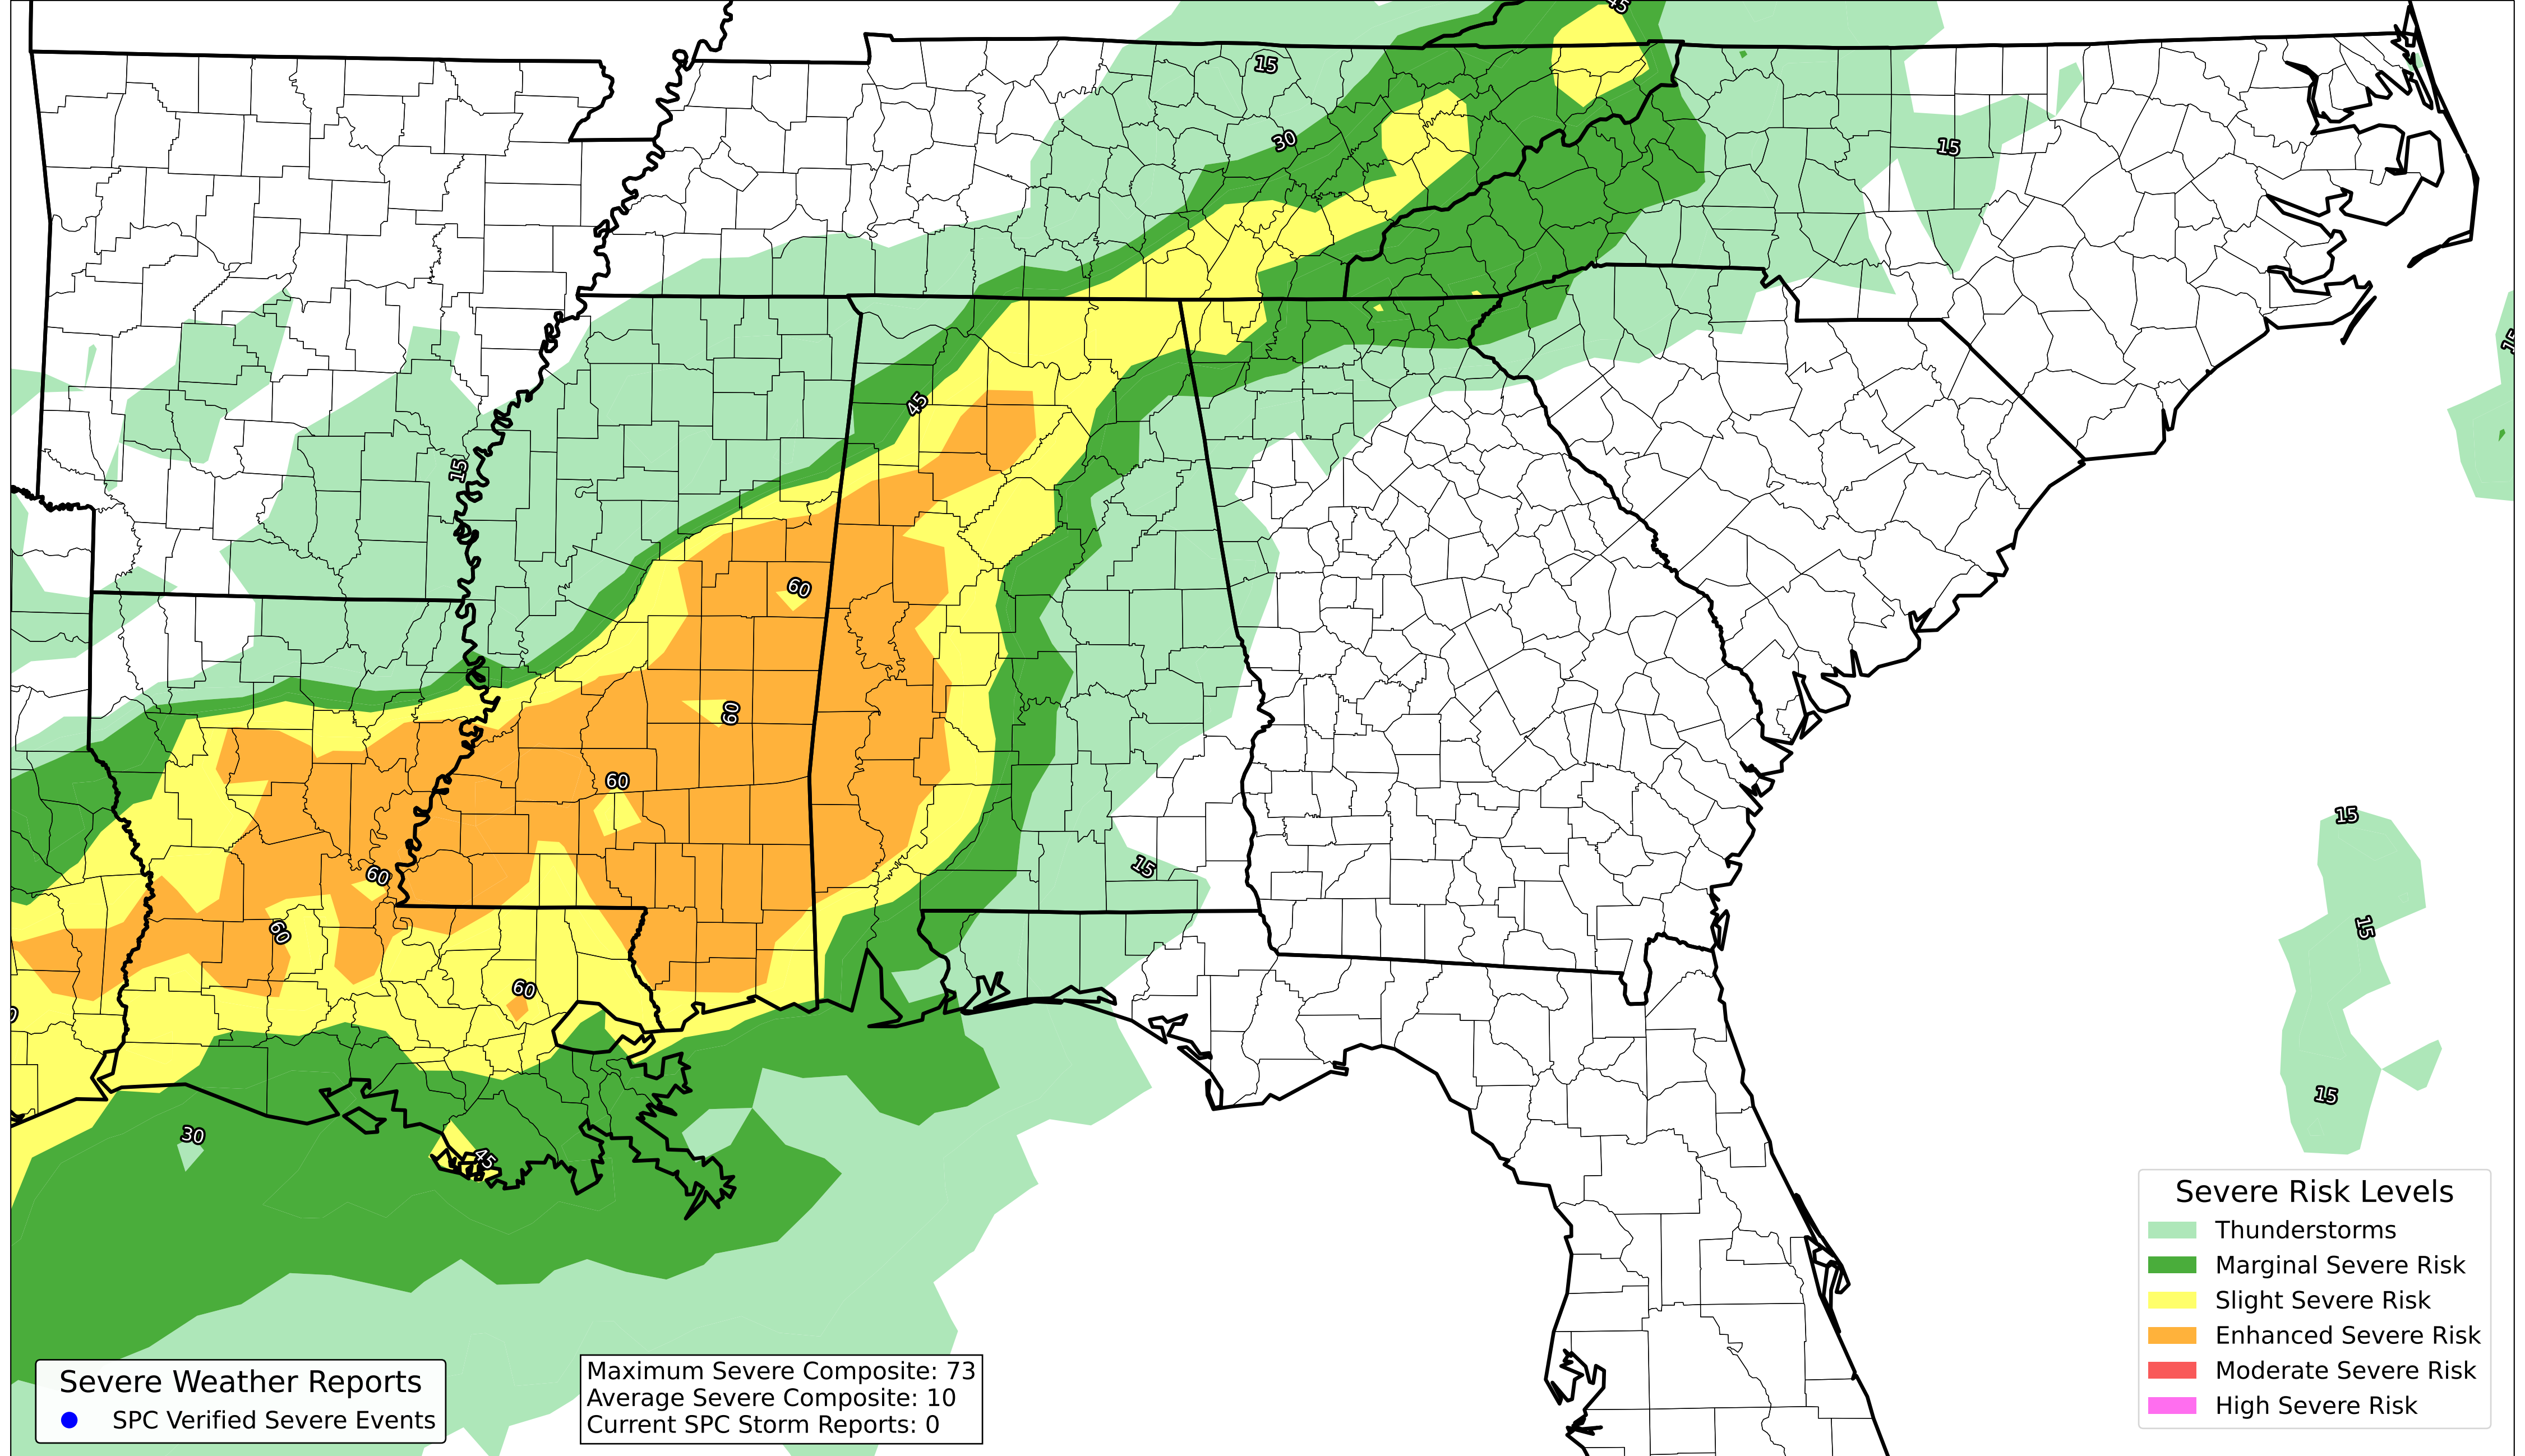 45
15
30
15
15
45
15
60
60
60
15
15
60
60
15
60
30
45
15
Severe Risk Levels
Thunderstorms
Marginal Severe Risk
Slight Severe Risk
Enhanced Severe Risk
Moderate Severe Risk
High Severe Risk
Severe Weather Reports
SPC Verified Severe Events
Maximum Severe Composite: 73
Average Severe Composite: 10
Current SPC Storm Reports: 0